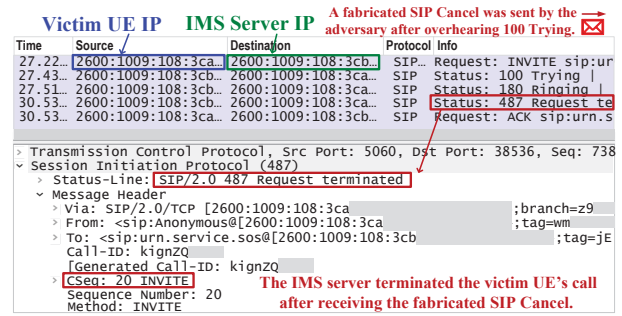 Victim UE IP IMS Server IP A fabricated SIP Cancel was sent by the
adversary after overhearing 100 Trying.
Time Source Destination Protocol Info
27.22… 2600:1009:108:3ca… 2600:1009:108:3cb… SIP… Request: INVITE sip:ur
27.43… 2600:1009:108:3cb… 2600:1009:108:3ca… SIP Status: 100 Trying |
27.51… 2600:1009:108:3cb… 2600:1009:108:3ca… SIP Status: 180 Ringing |
30.53… 2600:1009:108:3cb… 2600:1009:108:3ca… SIP Status: 487 Request te
30.53… 2600:1009:108:3ca… 2600:1009:108:3cb… SIP Request: ACK sip:urn.s
Transmission Control Protocol, Src Port: 5060, Dst Port: 38536, Seq: 738
Session Initiation Protocol (487)
Status-Line: SIP/2.0 487 Request terminated
Message Header
Via: SIP/2.0/TCP [2600:1009:108:3ca ;branch=z9
From: <sip:Anonymous@[2600:1009:108:3ca ;tag=wm
To: <sip:urn.service.sos@[2600:1009:108:3cb ;tag=jE
Call-ID: kignZQ
[Generated Call-ID: kignZQ
CSeq: 20 INVITE
Sequence Number: 20
Method: INVITE
The IMS server terminated the victim UE's call
after receiving the fabricated SIP Cancel.